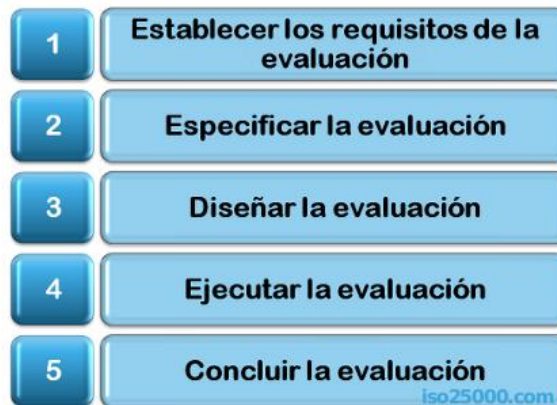 1
Establecer los requisitos de la
evaluación
2
Especificar la evaluación
3
Diseñar la evaluación
4
Ejecutar la evaluación
5
Concluir la evaluación
iso25000.com